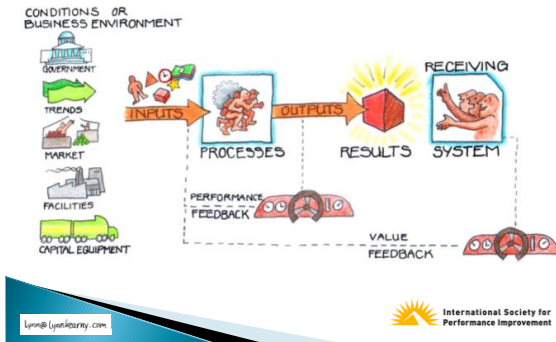 CONDITIONS OR
BUSINESS ENVIRONMENT
GOVERNMENT
TRENDS
MARKET
FACILITIES
CAPITAL EQUIPMENT
INPUTS
PROCESSES
OUTPUTS
RESULTS
RECEIVING
SYSTEM
PERFORMANCE
FEEDBACK
VALUE
FEEDBACK
Lynn@Lynnkearny.com
International Society for
Performance Improvement